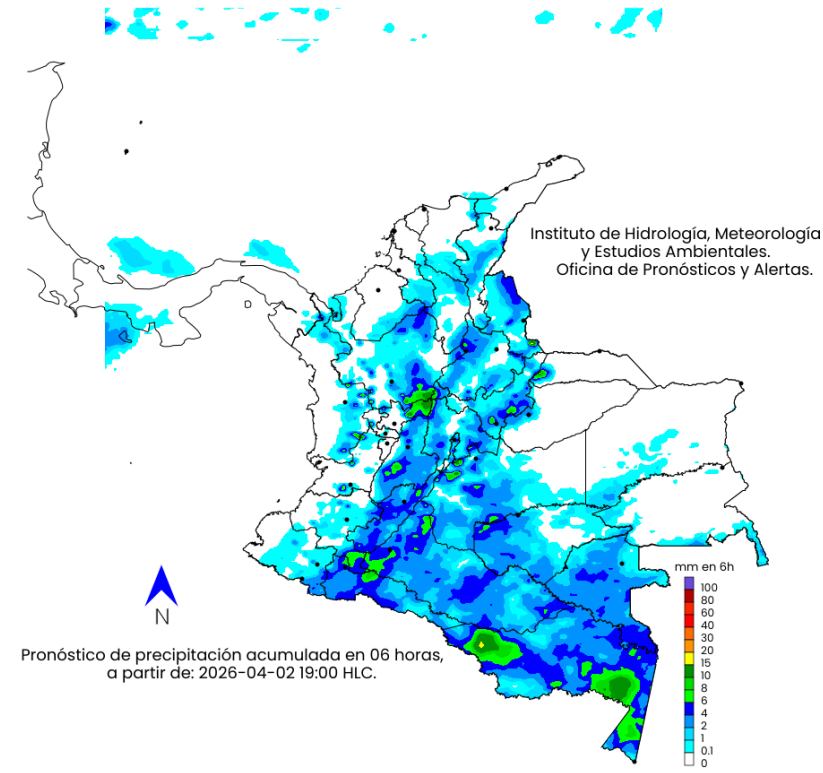 Instituto de Hidrología, Meteorología
y Estudios Ambientales.
Oficina de Pronósticos y Alertas.
N
Pronóstico de precipitación acumulada en 06 horas,
a partir de: 2026-04-02 19:00 HLC.
mm en 6h
100
80
60
40
30
20
15
10
8
6
4
2
1
0.1
0